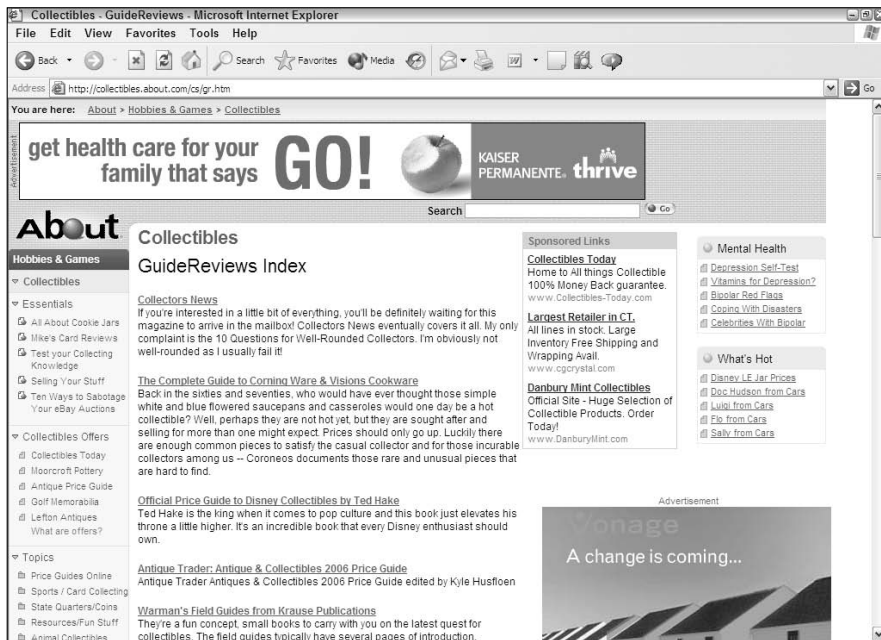 Collectibles - GuideReviews - Microsoft Internet Explorer
File Edit View Favorites Tools Help
Back Search Favorites Media
Address http://collectibles.about.com/cs/gr.htm Go
You are here: About > Hobbies & Games > Collectibles
Advertisement
get health care for your
family that says
GO!
KAISER
PERMANENTE® thrive
Search Go
About
Hobbies & Games
Collectibles
Essentials
All About Cookie Jars
Mike's Card Reviews
Test your Collecting
Knowledge
Selling Your Stuff
Ten Ways to Sabotage
Your eBay Auctions
Collectibles Offers
Collectibles Today
Moorcroft Pottery
Antique Price Guide
Golf Memorabilia
Lefton Antiques
What are offers?
Topics
Price Guides Online
Sports / Card Collecting
State Quarters/Coins
Resources/Fun Stuff
Animal Collectibles
Collectibles
GuideReviews Index
Collectors News
If you're interested in a little bit of everything, you'll be definitely waiting for this
magazine to arrive in the mailbox! Collectors News eventually covers it all. My only
complaint is the 10 Questions for Well-Rounded Collectors. I'm obviously not
well-rounded as I usually fail it!
The Complete Guide to Corning Ware & Visions Cookware
Back in the sixties and seventies, who would have ever thought those simple
white and blue flowered saucepans and casseroles would one day be a hot
collectible? Well, perhaps they are not hot yet, but they are sought after and
selling for more than one might expect. Prices should only go up. Luckily there
are enough common pieces to satisfy the casual collector and for those incurable
collectors among us -- Coroneos documents those rare and unusual pieces that
are hard to find.
Official Price Guide to Disney Collectibles by Ted Hake
Ted Hake is the king when it comes to pop culture and this book just elevates his
throne a little higher. It's an incredible book that every Disney enthusiast should
own.
Antique Trader: Antique & Collectibles 2006 Price Guide
Antique Trader Antiques & Collectibles 2006 Price Guide edited by Kyle Husfloen
Warman's Field Guides from Krause Publications
They're a fun concept, small books to carry with you on the latest quest for
collectibles. The field guides typically have several pages of introduction,
Sponsored Links
Collectibles Today
Home to All things Collectible
100% Money Back guarantee.
www.Collectibles-Today.com
Largest Retailer in CT.
All lines in stock. Large
Inventory Free Shipping and
Wrapping Avail.
www.cgcrystal.com
Danbury Mint Collectibles
Official Site - Huge Selection of
Collectible Products. Order
Today!
www.DanburyMint.com
Mental Health
Depression Self-Test
Vitamins for Depression?
Bipolar Red Flags
Coping With Disasters
Celebrities With Bipolar
What's Hot
Disney LE Jar Prices
Doc Hudson from Cars
Luigi from Cars
Flo from Cars
Sally from Cars
Advertisement
Vonage
A change is coming...